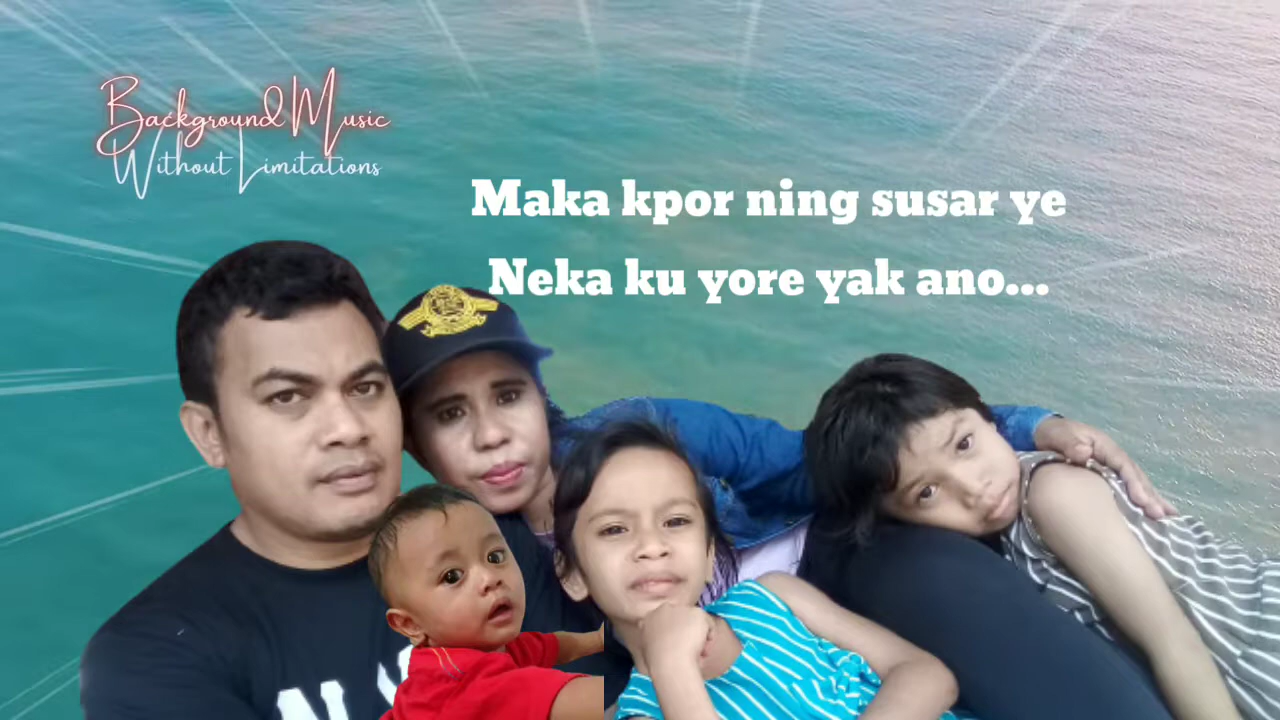 Background Music
Without Limitations
Maka kpor ning susar ye
Neka ku yore yak ano...